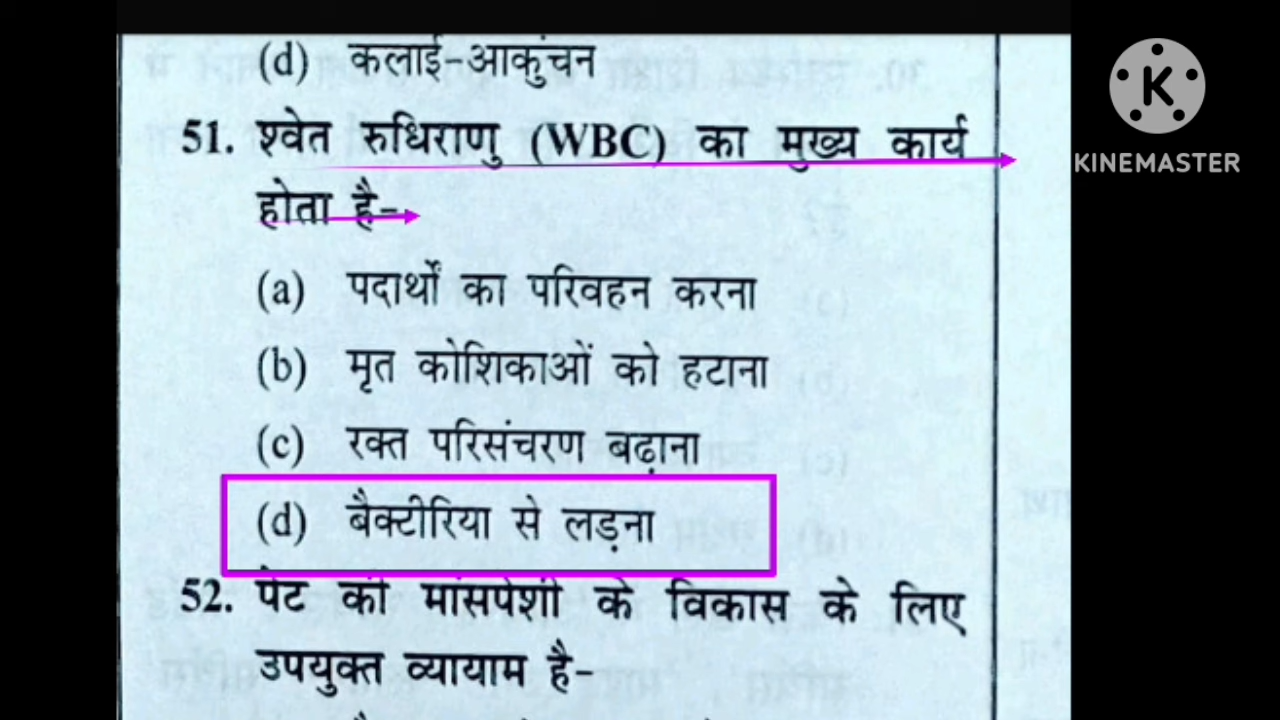 (d) कलाई-आकुंचन
51. श्वेत रुधिराणु (WBC) का मुख्य कार्य
होता है-
(a) पदार्थों का परिवहन करना
(b) मृत कोशिकाओं को हटाना
(c) रक्त परिसंचरण बढ़ाना
(d) बैक्टीरिया से लड़ना
52. पेट की मांसपेशी के विकास के लिए
उपयुक्त व्यायाम है-
K
KINEMASTER